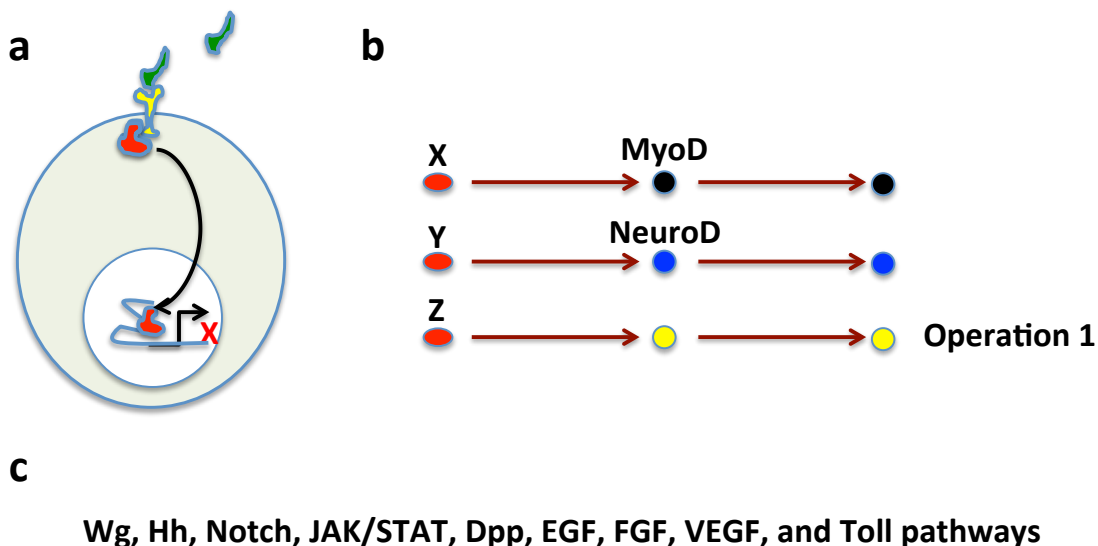 a
X
b
X
MyoD
Y
NeuroD
Z
Operation 1
c
Wg, Hh, Notch, JAK/STAT, Dpp, EGF, FGF, VEGF, and Toll pathways